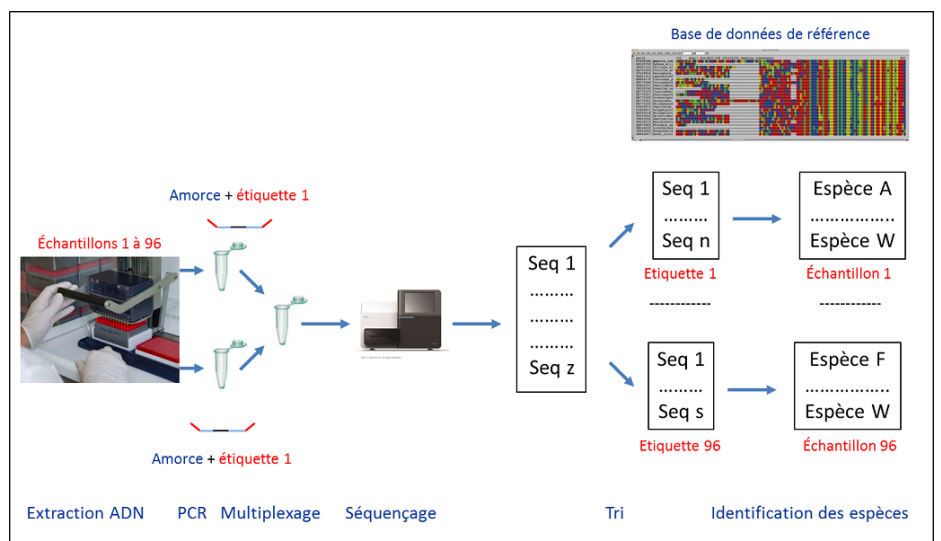 Base de données de référence
Amorce + étiquette 1
Échantillons 1 à 96
Seq 1
.........
Seq n
Etiquette 1
Espèce A
.................
Espèce W
Échantillon 1
Seq 1
.........
.........
.........
Seq z
------------
------------
Seq 1
.........
Seq s
Etiquette 96
Espèce F
.................
Espèce W
Échantillon 96
Amorce + étiquette 1
Extraction ADN PCR Multiplexage Séquençage Tri Identification des espèces